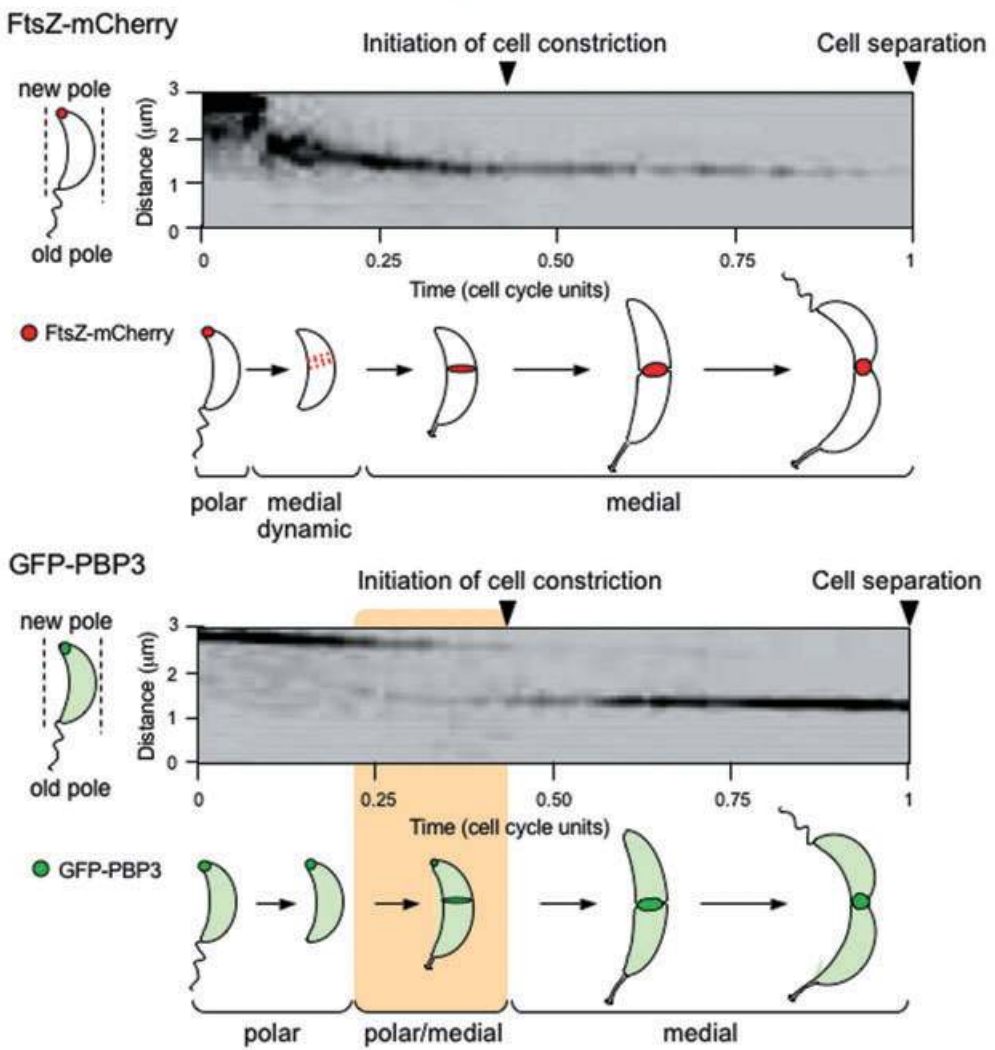 FtsZ-mCherry
Initiation of cell constriction
Cell separation
new pole
old pole
Distance (μm)
3
2
1
0
0
0.25
0.50
0.75
1
Time (cell cycle units)
FtsZ-mCherry
polar
medial
dynamic
medial
GFP-PBP3
Initiation of cell constriction
Cell separation
new pole
old pole
Distance (μm)
3
2
1
0
0
0.25
0.50
0.75
1
Time (cell cycle units)
GFP-PBP3
polar
polar/medial
medial